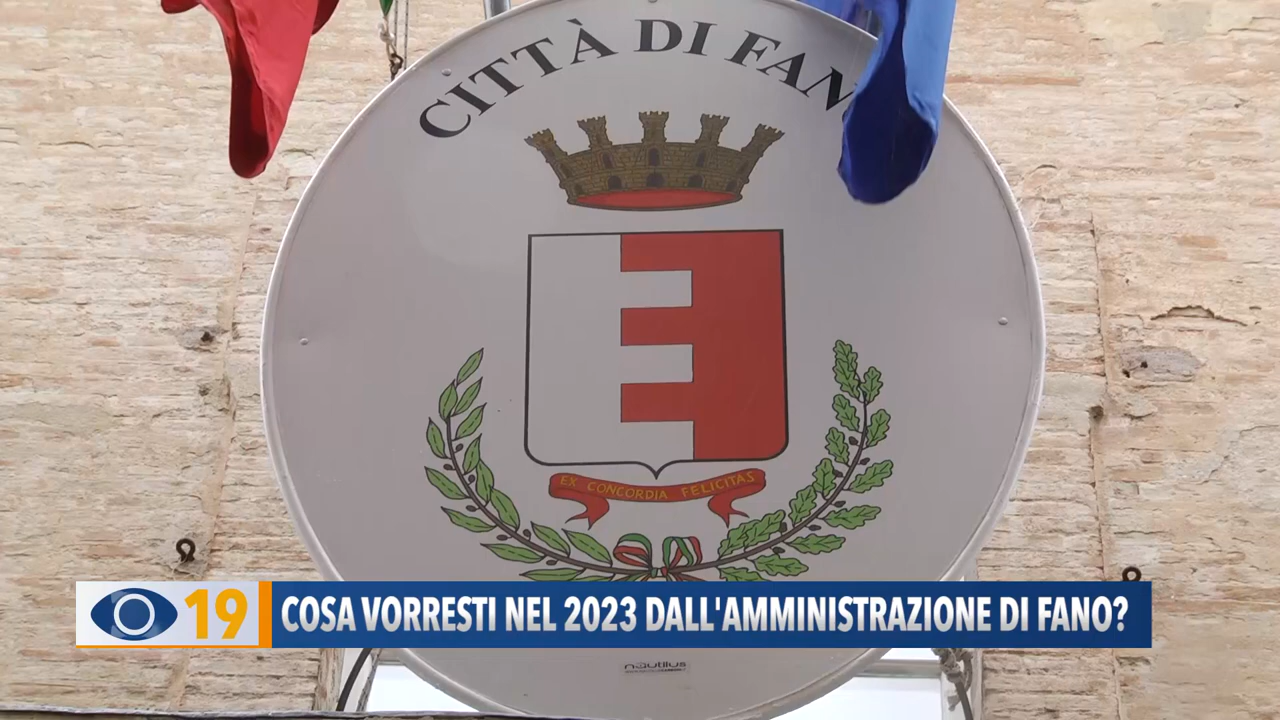 CITTÀ DI FAN
EX CONCORDIA FELICITAS
19 COSA VORRESTI NEL 2023 DALL'AMMINISTRAZIONE DI FANO?
nautilus